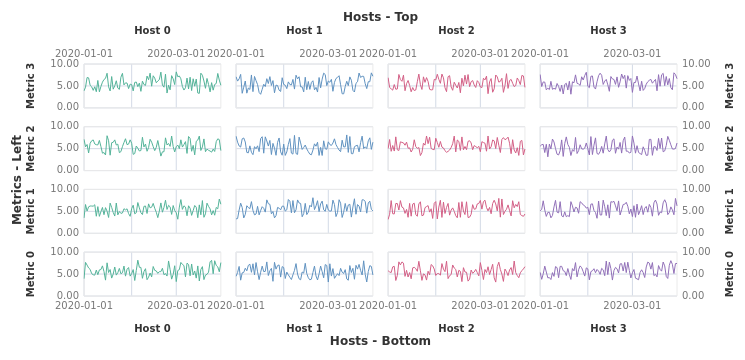 Hosts - Top
Host 0 Host 1 Host 2 Host 3
2020-01-01 2020-03-01 2020-01-01 2020-03-01 2020-01-01 2020-03-01 2020-01-01 2020-03-01
Metrics - Left
Metric 3 10.00 5.00 0.00 10.00 5.00 0.00 Metric 3
Metric 2 10.00 5.00 0.00 10.00 5.00 0.00 Metric 2
Metric 1 10.00 5.00 0.00 10.00 5.00 0.00 Metric 1
Metric 0 10.00 5.00 0.00 10.00 5.00 0.00 Metric 0
2020-01-01 2020-03-01 2020-01-01 2020-03-01 2020-01-01 2020-03-01 2020-01-01 2020-03-01
Host 0 Host 1 Host 2 Host 3
Hosts - Bottom